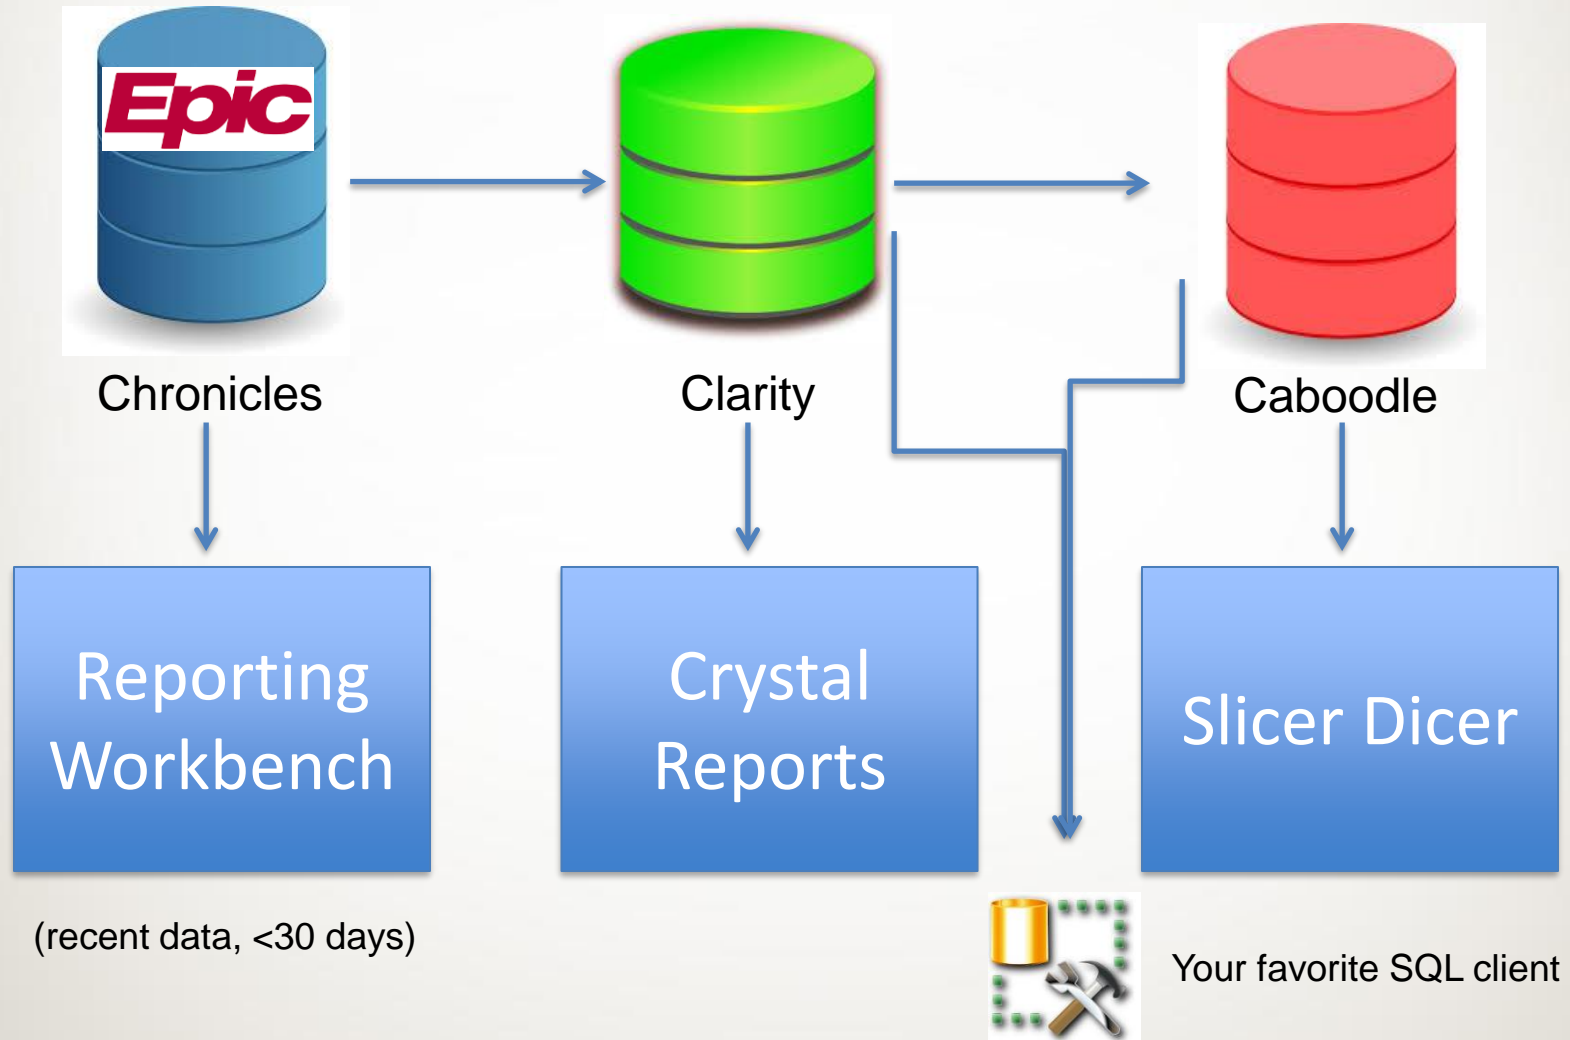 Epic
Chronicles
Clarity
Caboodle
Reporting
Workbench
Crystal
Reports
Slicer Dicer
(recent data, <30 days)
Your favorite SQL client